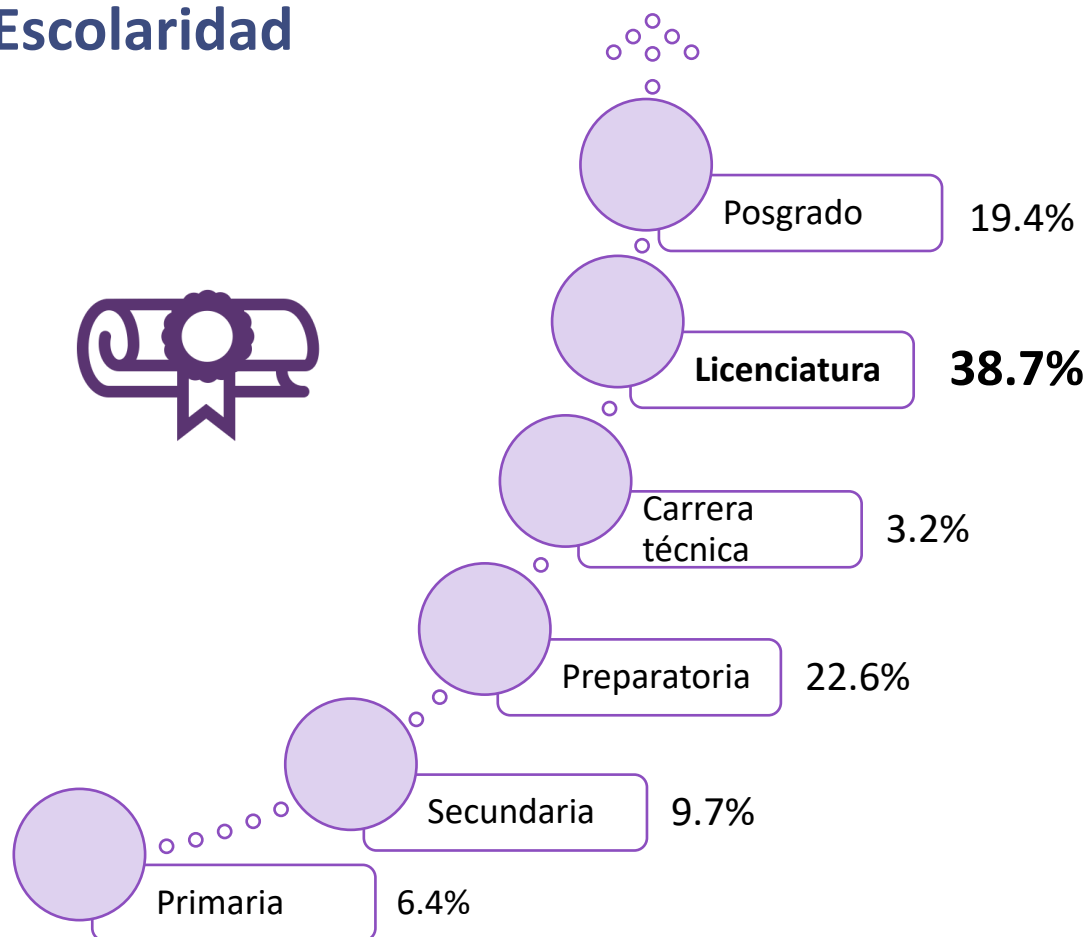 Escolaridad
Posgrado 19.4%
Licenciatura 38.7%
Carrera
técnica 3.2%
Preparatoria 22.6%
Secundaria 9.7%
Primaria 6.4%